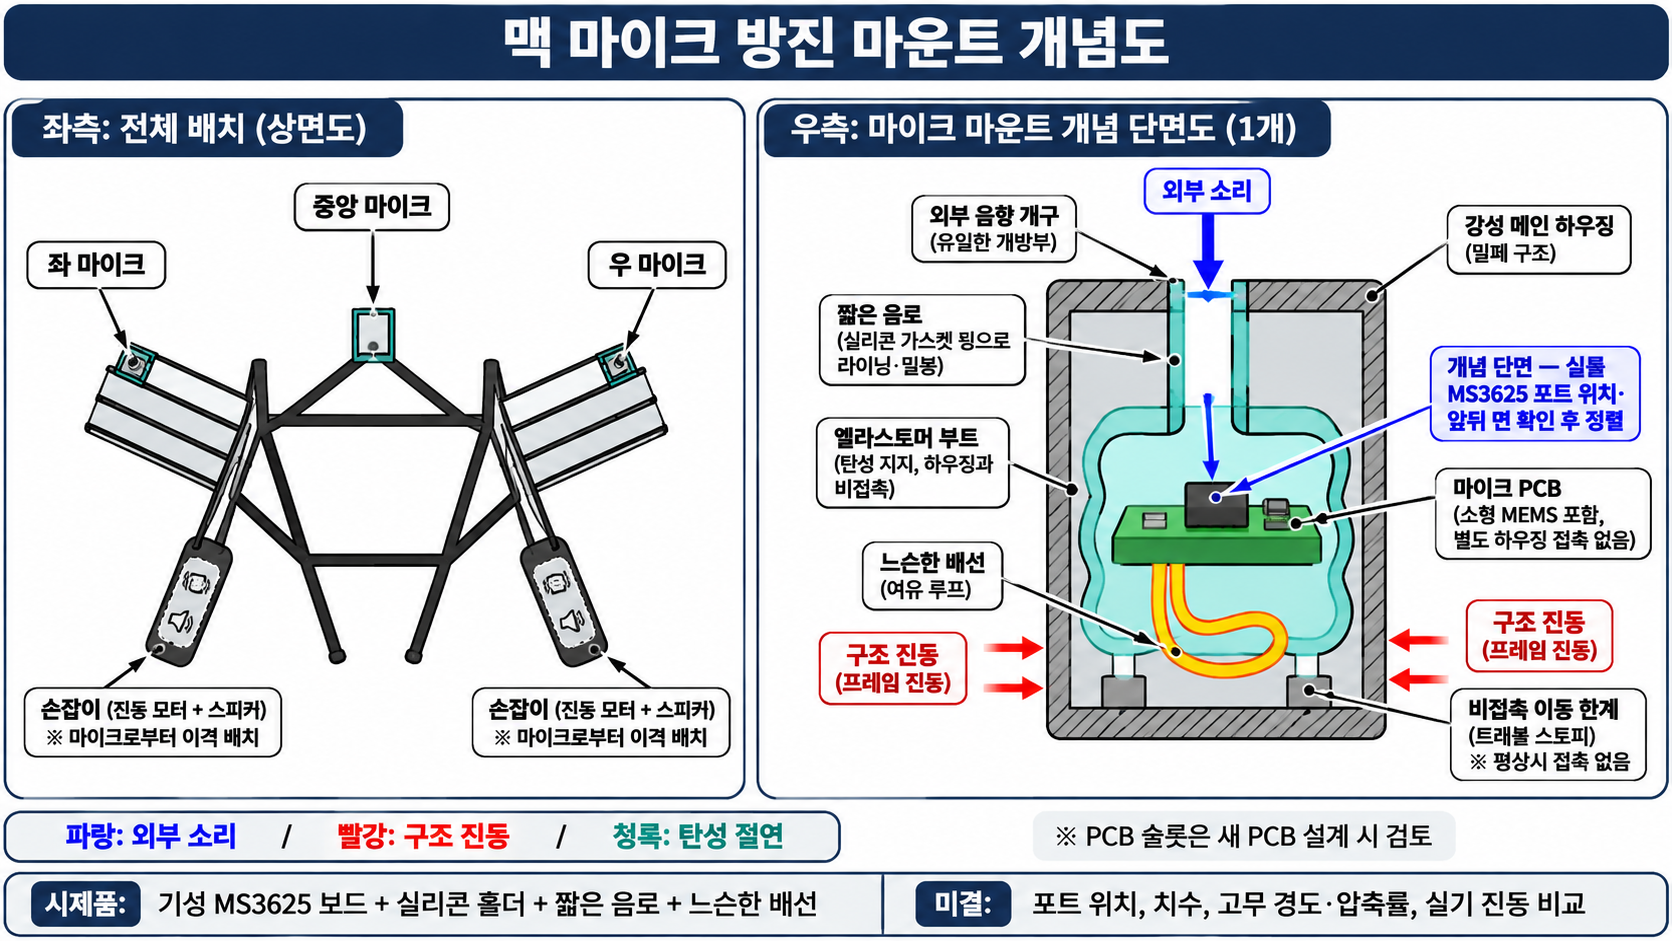 맥 마이크 방진 마운트 개념도
좌측: 전체 배치 (상면도)
중앙 마이크
좌 마이크
우 마이크
손잡이 (진동 모터 + 스피커)
※ 마이크로부터 이격 배치
손잡이 (진동 모터 + 스피커)
※ 마이크로부터 이격 배치
우측: 마이크 마운트 개념 단면도 (1개)
외부 소리
외부 음향 개구
(유일한 개방부)
강성 메인 하우징
(밀폐 구조)
짧은 음로
(실리콘 가스켓 푕으로
라이닝·밀봉)
개념 단면 — 실룰
MS3625 포트 위치·
앞뒤 면 확인 후 정렬
엘라스토머 부트
(탄성 지지, 하우징과
비접촉)
마이크 PCB
(소형 MEMS 포함,
별도 하우징 접촉 없음)
느슨한 배선
(여유 루프)
구조 진동
(프레임 진동)
구조 진동
(프레임 진동)
비접촉 이동 한계
(트래볼 스토피)
※ 평상시 접촉 없음
파랑: 외부 소리 / 빨강: 구조 진동 / 청록: 탄성 절연
※ PCB 슬롯은 새 PCB 설계 시 검토
시제품: 기성 MS3625 보드 + 실리콘 홀더 + 짧은 음로 + 느슨한 배선
미결: 포트 위치, 치수, 고무 경도·압축률, 실기 진동 비교